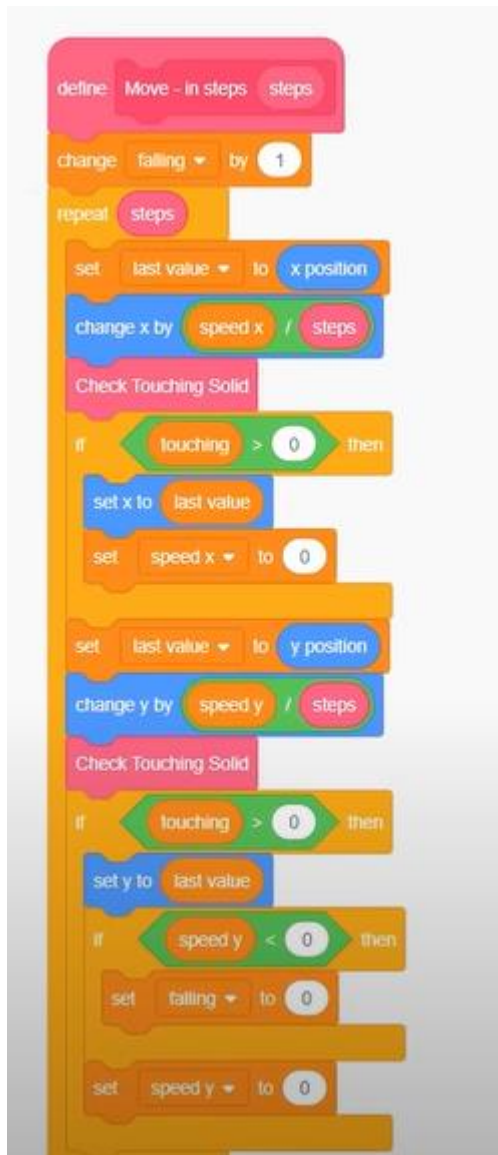 define Move - in steps steps
change falling by 1
repeat steps
set last value to x position
change x by speed x / steps
Check Touching Solid
if touching > 0 then
set x to last value
set speed x to 0
set last value to y position
change y by speed y / steps
Check Touching Solid
if touching > 0 then
set y to last value
if speed y < 0 then
set falling to 0
set speed y to 0